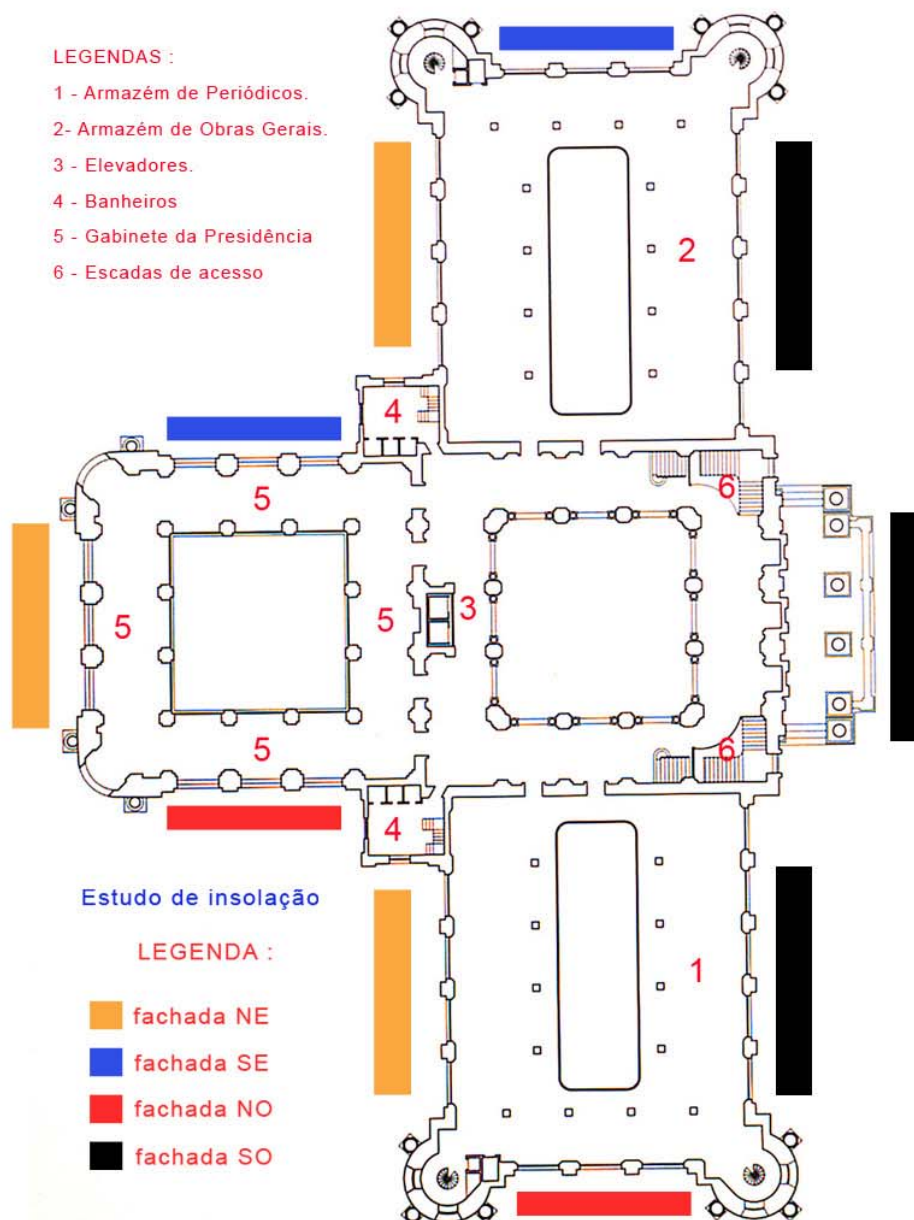 LEGENDAS :
1 - Armazém de Periódicos.
2- Armazém de Obras Gerais.
3 - Elevadores.
4 - Banheiros
5 - Gabinete da Presidência
6 - Escadas de acesso
2
4
5
6
5
5
3
5
6
4
1
Estudo de insolação
LEGENDA :
fachada NE
fachada SE
fachada NO
fachada SO